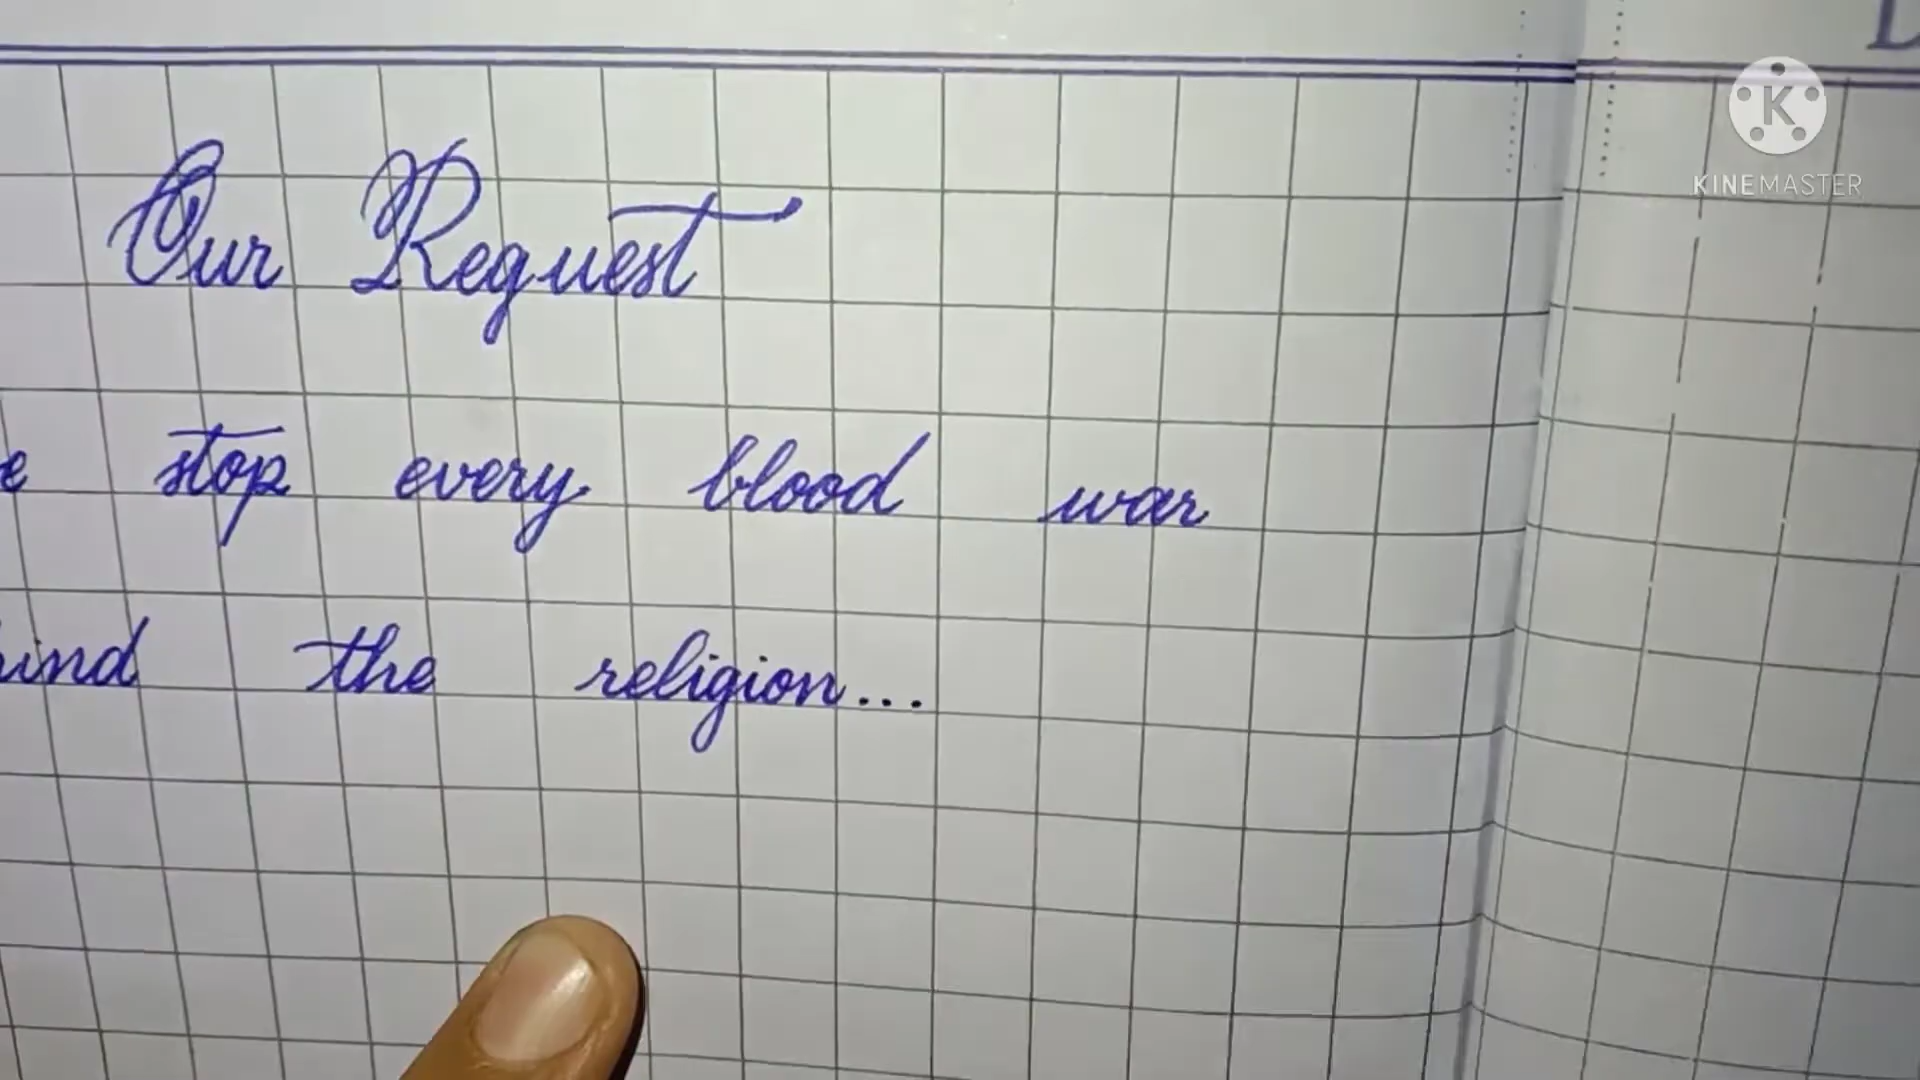 Our Request
e stop every blood war
hind the religion...
KINEMASTER